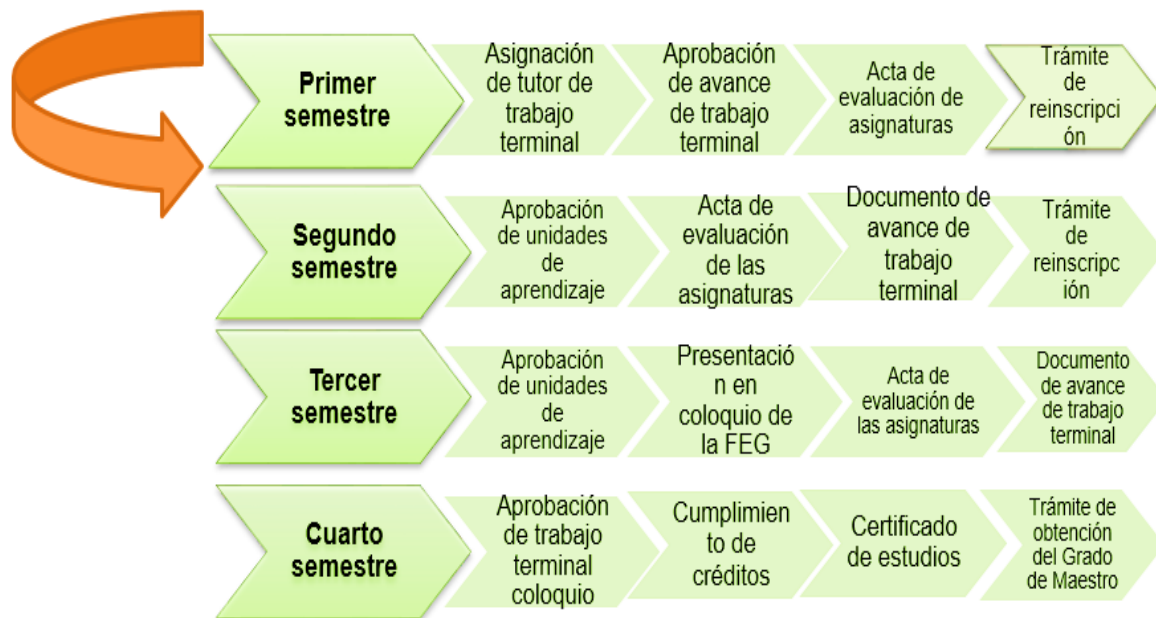 Primer
semestre
Asignación
de tutor de
trabajo
terminal
Aprobación
de avance
de trabajo
terminal
Acta de
evaluación de
asignaturas
Trámite
de
reinscripci
ón
Segundo
semestre
Aprobación
de unidades
de
aprendizaje
Acta de
evaluación
de las
asignaturas
Documento de
avance de
trabajo
terminal
Trámite
de
reinscripc
ión
Tercer
semestre
Aprobación
de unidades
de
aprendizaje
Presentació
n en
coloquio de
la FEG
Acta de
evaluación de
las asignaturas
Documento
de avance
de trabajo
terminal
Cuarto
semestre
Aprobación
de trabajo
terminal
coloquio
Cumplimien
to de
créditos
Certificado
de estudios
Trámite de
obtención
del Grado
de Maestro